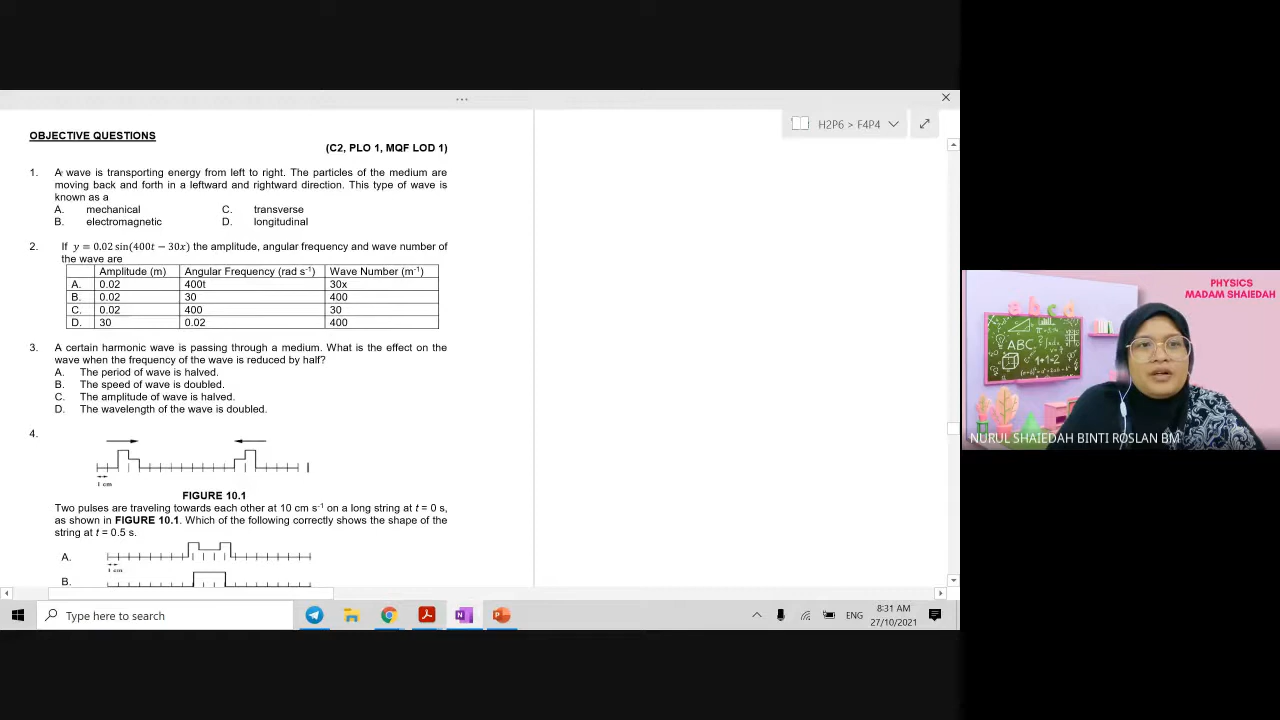 H2P6 > F4P4
OBJECTIVE QUESTIONS
(C2, PLO 1, MQF LOD 1)
1. A wave is transporting energy from left to right. The particles of the medium are
moving back and forth in a leftward and rightward direction. This type of wave is
known as a
A. mechanical C. transverse
B. electromagnetic D. longitudinal
2. If y = 0.02 sin(400t − 30x) the amplitude, angular frequency and wave number of
the wave are
Amplitude (m) Angular Frequency (rad s⁻¹) Wave Number (m⁻¹)
A. 0.02 400t 30x
B. 0.02 30 400
C. 0.02 400 30
D. 30 0.02 400
3. A certain harmonic wave is passing through a medium. What is the effect on the
wave when the frequency of the wave is reduced by half?
A. The period of wave is halved.
B. The speed of wave is doubled.
C. The amplitude of wave is halved.
D. The wavelength of the wave is doubled.
4.
1 cm
FIGURE 10.1
Two pulses are traveling towards each other at 10 cm s⁻¹ on a long string at t = 0 s,
as shown in FIGURE 10.1. Which of the following correctly shows the shape of the
string at t = 0.5 s.
A.
1 cm
B.
PHYSICS
MADAM SHAIEDAH
abc
ABC
1+1=2
NURUL SHAIEDAH BINTI ROSLAN BM
Type here to search
ENG
8:31 AM
27/10/2021